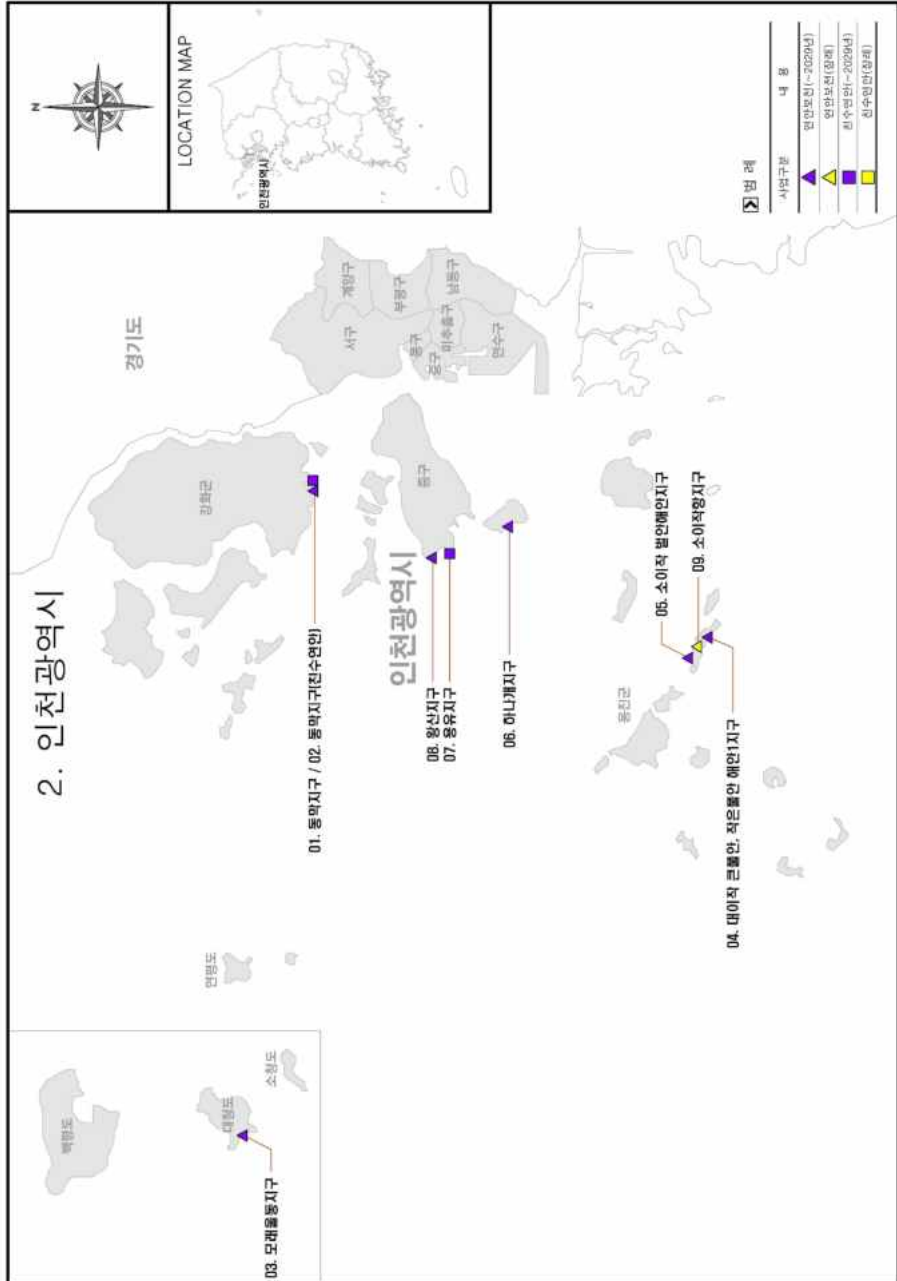 2. 인천광역시
N
LOCATION MAP
인천광역시
경기도
백령도
대청도
소청도
03. 모래울동지구
연평도
강화군
01. 동막지구 / 02. 동막지구(친수연안)
서구
계양구
부평구
동구
중구
미추홀구
남동구
연수구
중구
인천광역시
08. 왕산지구
07. 용유지구
06. 하나개지구
옹진군
05. 소이작 벌안해안지구
09. 소이작항지구
04. 대이작 큰풀안, 작은풀안 해안1지구
범 례
사업구분
내 용
연안보전(~2029년)
연안보전(장래)
친수연안(~2029년)
친수연안(장래)